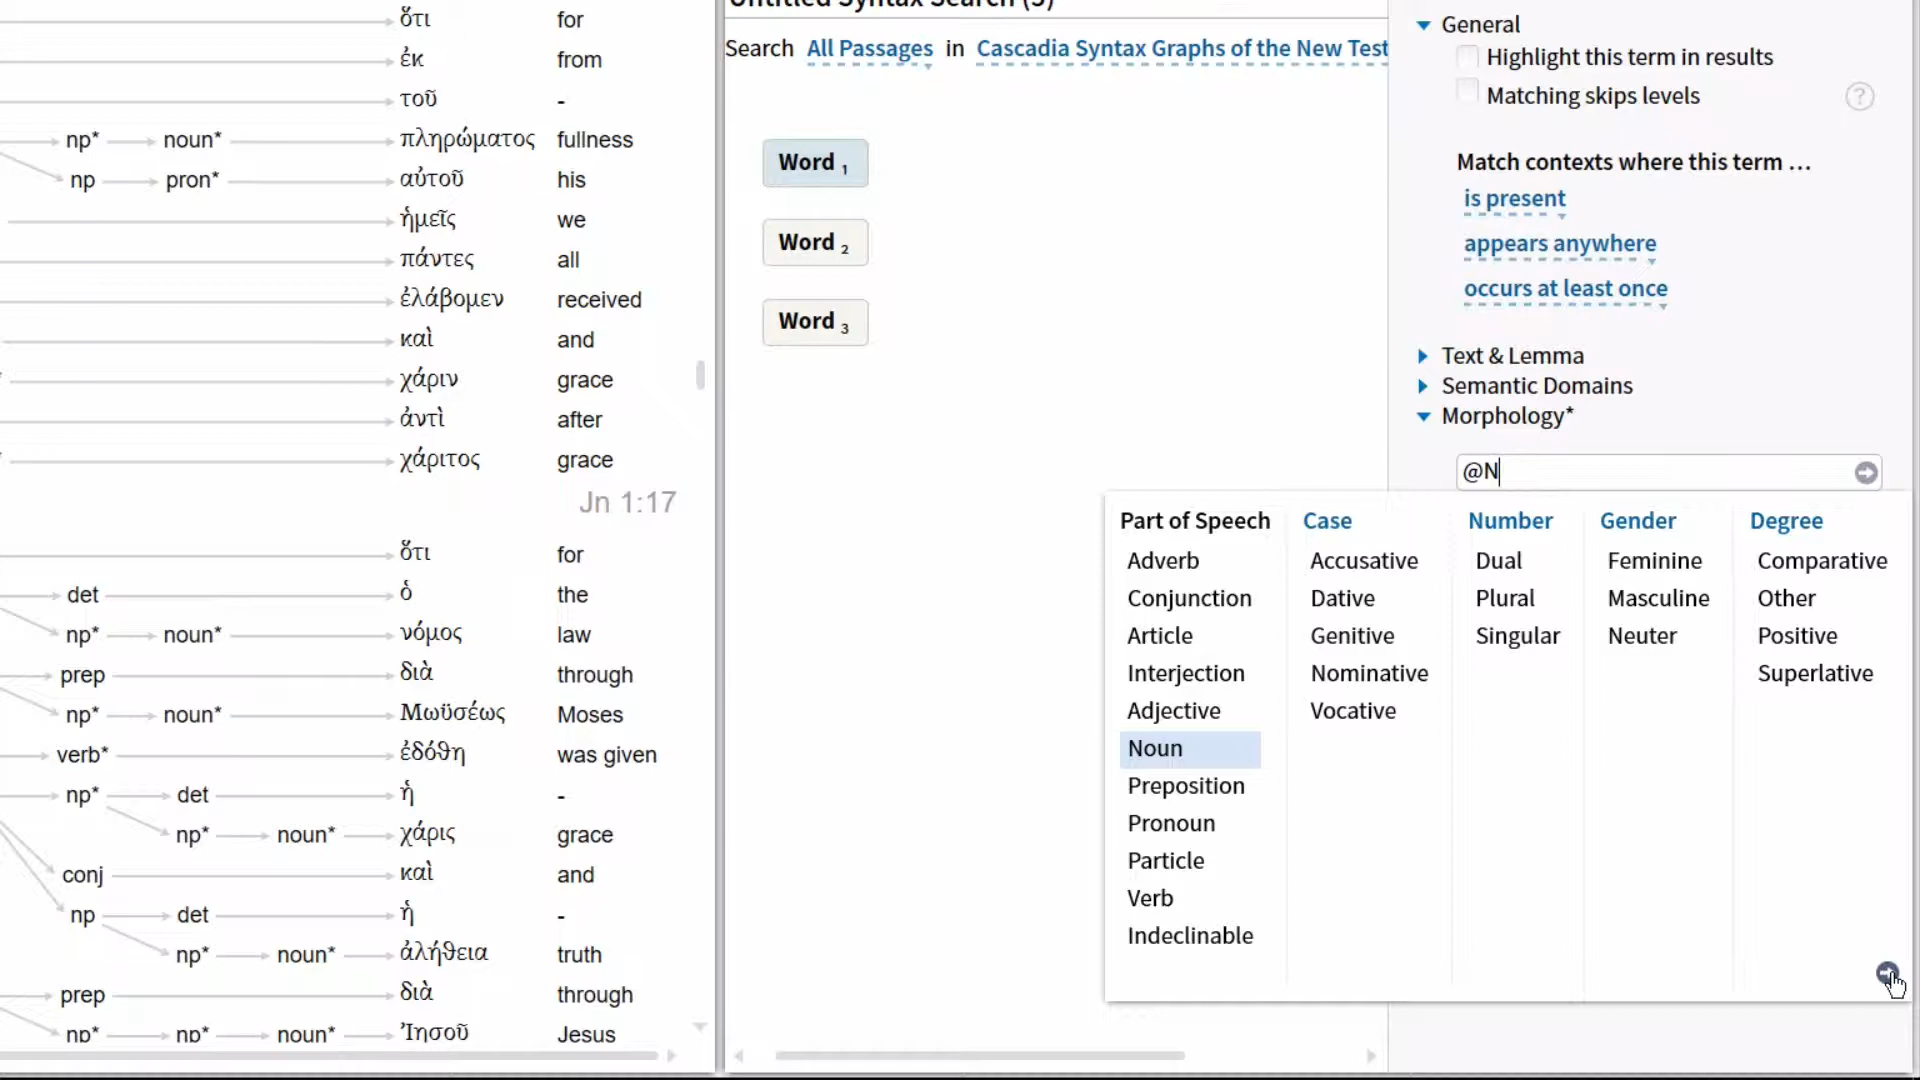 ὅτι for
ἐκ from
τοῦ -
np* noun* πληρώματος fullness
np pron* αὐτοῦ his
ἡμεῖς we
πάντες all
ἐλάβομεν received
καὶ and
χάριν grace
ἀντὶ after
χάριτος grace
Jn 1:17
ὅτι for
det ὁ the
np* noun* νόμος law
prep διὰ through
np* noun* Μωϋσέως Moses
verb* ἐδόθη was given
np* det ἡ -
np* noun* χάρις grace
conj καὶ and
np det ἡ -
np* noun* ἀλήθεια truth
prep διὰ through
np* np* noun* Ἰησοῦ Jesus
Untitled Syntax Search
Search All Passages in Cascadia Syntax Graphs of the New Test
Word 1
Word 2
Word 3
General
Highlight this term in results
Matching skips levels
?
Match contexts where this term …
is present
appears anywhere
occurs at least once
Text & Lemma
Semantic Domains
Morphology*
@N
Part of Speech Case Number Gender Degree
Adverb Accusative Dual Feminine Comparative
Conjunction Dative Plural Masculine Other
Article Genitive Singular Neuter Positive
Interjection Nominative Superlative
Adjective Vocative
Noun
Preposition
Pronoun
Particle
Verb
Indeclinable